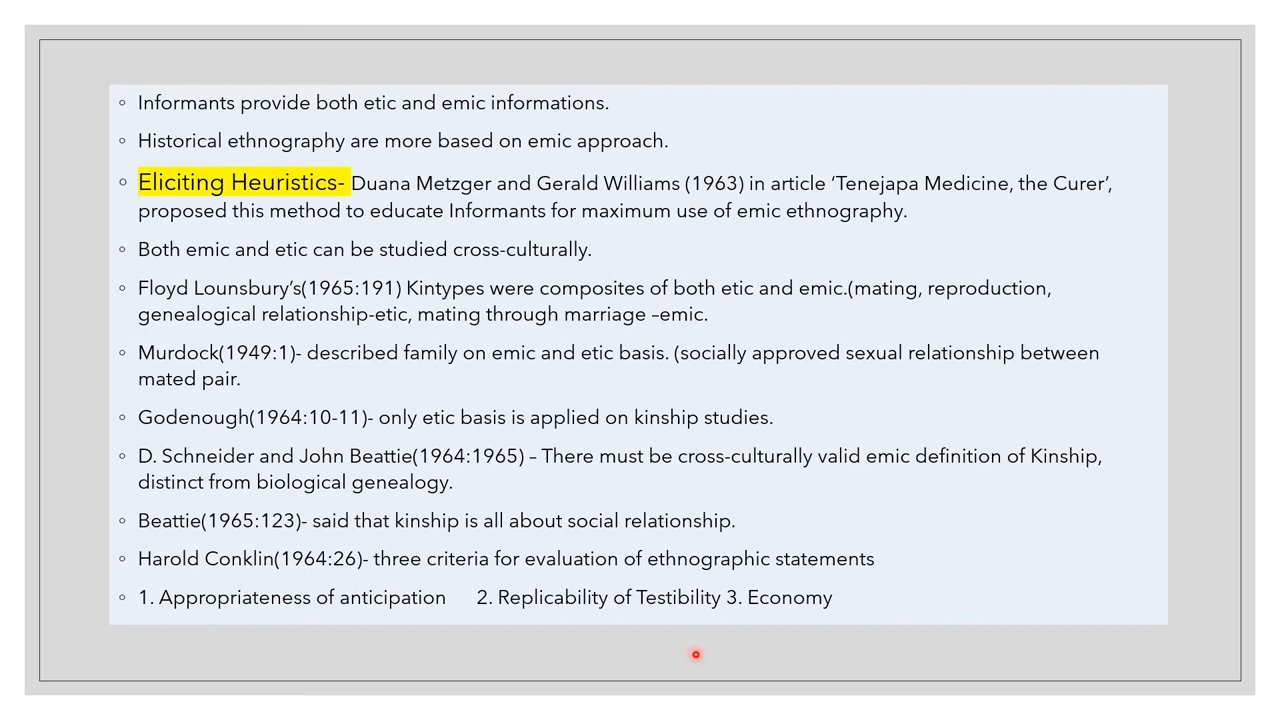 ◦ Informants provide both etic and emic informations.
◦ Historical ethnography are more based on emic approach.
◦ Eliciting Heuristics- Duana Metzger and Gerald Williams (1963) in article ‘Tenejapa Medicine, the Curer’,
proposed this method to educate Informants for maximum use of emic ethnography.
◦ Both emic and etic can be studied cross-culturally.
◦ Floyd Lounsbury’s(1965:191) Kintypes were composites of both etic and emic.(mating, reproduction,
genealogical relationship-etic, mating through marriage –emic.
◦ Murdock(1949:1)- described family on emic and etic basis. (socially approved sexual relationship between
mated pair.
◦ Godenough(1964:10-11)- only etic basis is applied on kinship studies.
◦ D. Schneider and John Beattie(1964:1965) – There must be cross-culturally valid emic definition of Kinship,
distinct from biological genealogy.
◦ Beattie(1965:123)- said that kinship is all about social relationship.
◦ Harold Conklin(1964:26)- three criteria for evaluation of ethnographic statements
◦ 1. Appropriateness of anticipation 2. Replicability of Testibility 3. Economy